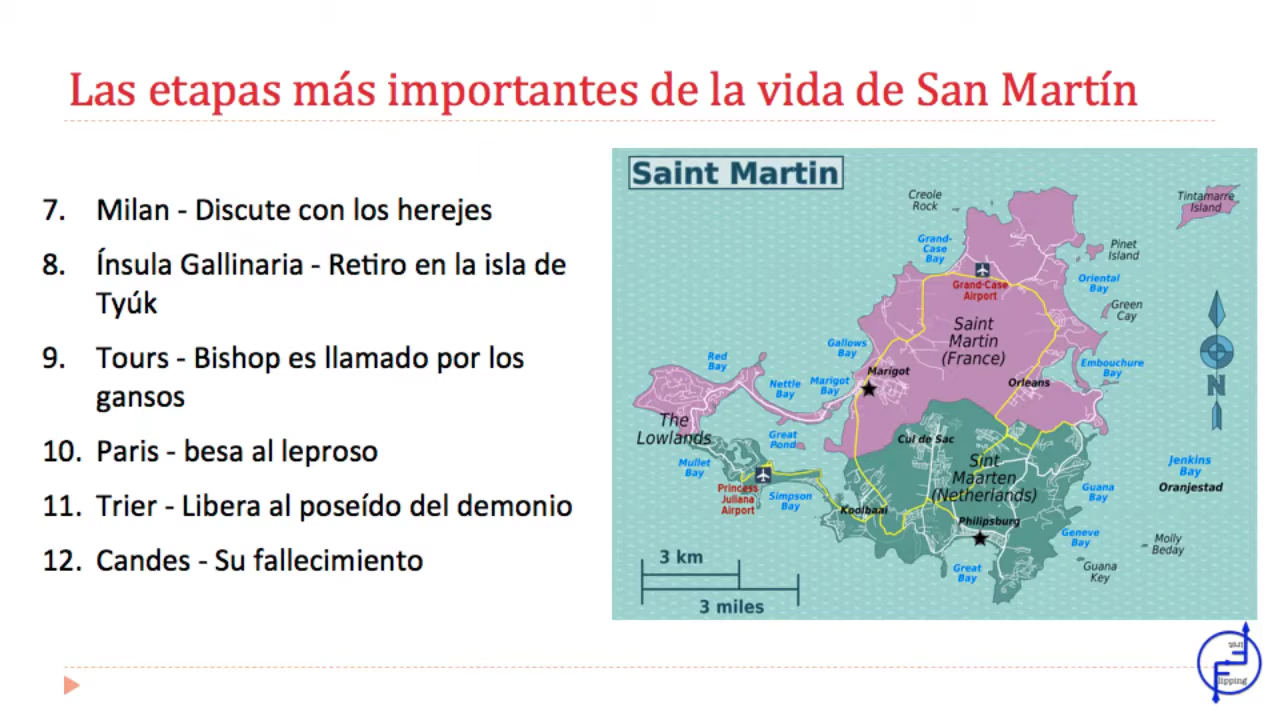 Las etapas más importantes de la vida de San Martín
7. Milan - Discute con los herejes
8. Ínsula Gallinaria - Retiro en la isla de
Tyúk
9. Tours - Bishop es llamado por los
gansos
10. Paris - besa al leproso
11. Trier - Libera al poseído del demonio
12. Candes - Su fallecimiento
Saint Martin
Creole
Rock
Tintamarre
Island
Grand-
Case
Bay
Pinet
Island
Grand-Case
Airport
Oriental
Bay
Green
Cay
Saint
Martin
(France)
Gallows
Bay
Red
Bay
Embouchure
Bay
Marigot
Nettle
Bay
Marigot
Bay
Orleans
N
The
Lowlands
Great
Pond
Cul de Sac
Mullet
Bay
Sint
Maarten
(Netherlands)
Jenkins
Bay
Oranjestad
Princess
Juliana
Airport
Simpson
Bay
Guana
Bay
Koolbaai
Philipsburg
Geneve
Bay
Molly
Beday
3 km
Great
Bay
Guana
Key
3 miles
lipping